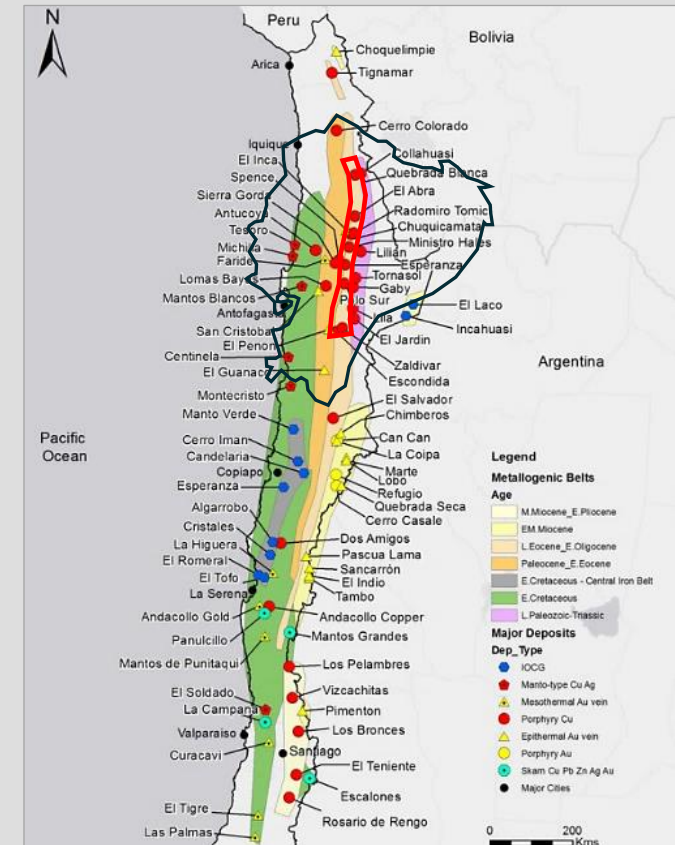 N
Peru
Bolivia
Choquelimpie
Arica
Tignamar
Cerro Colorado
Iquique
Collahuasi
El Inca
Quebrada Blanca
Spence
El Abra
Sierra Gorda
Radomiro Tomic
Antucoya
Chuquicamata
Tesoro
Ministro Hales
Michilla
Lilian
Faride
Esperanza
Lomas Bayas
Tornasol
Gaby
Mantos Blancos
Polo Sur
El Laco
Antofagasta
Lila
Incahuasi
San Cristobal
El Jardin
El Penon
Centinela
Zaldivar
Argentina
El Guanaco
Escondida
Montecristo
El Salvador
Manto Verde
Chimberos
Pacific
Ocean
Cerro Iman
Can Can
Candelaria
La Coipa
Copiapo
Marte
Lobo
Esperanza
Refugio
Algarrobo
Quebrada Seca
Cerro Casale
Cristales
Dos Amigos
La Higuera
Pascua Lama
El Romeral
Sancarrón
El Tofo
El Indio
La Serena
Tambo
Andacollo Gold
Andacollo Copper
Panulcillo
Mantos Grandes
Mantos de Punitaqui
Los Pelambres
El Soldado
Vizcachitas
La Campana
Pimenton
Valparaiso
Los Bronces
Curacavi
Santiago
El Teniente
Escalones
El Tigre
Rosario de Rengo
Las Palmas
Legend
Metallogenic Belts
Age
M.Miocene_E.Pliocene
EM.Miocene
L.Eocene_E.Oligocene
Paleocene_E.Eocene
E.Cretaceous - Central Iron Belt
E.Cretaceous
L.Paleozoic-Triassic
Major Deposits
Dep_Type
IOCG
Manto-type Cu Ag
Mesothermal Au vein
Porphyry Cu
Epithermal Au vein
Porphyry Au
Skarn Cu Pb Zn Ag Au
Major Cities
0 200
Kms